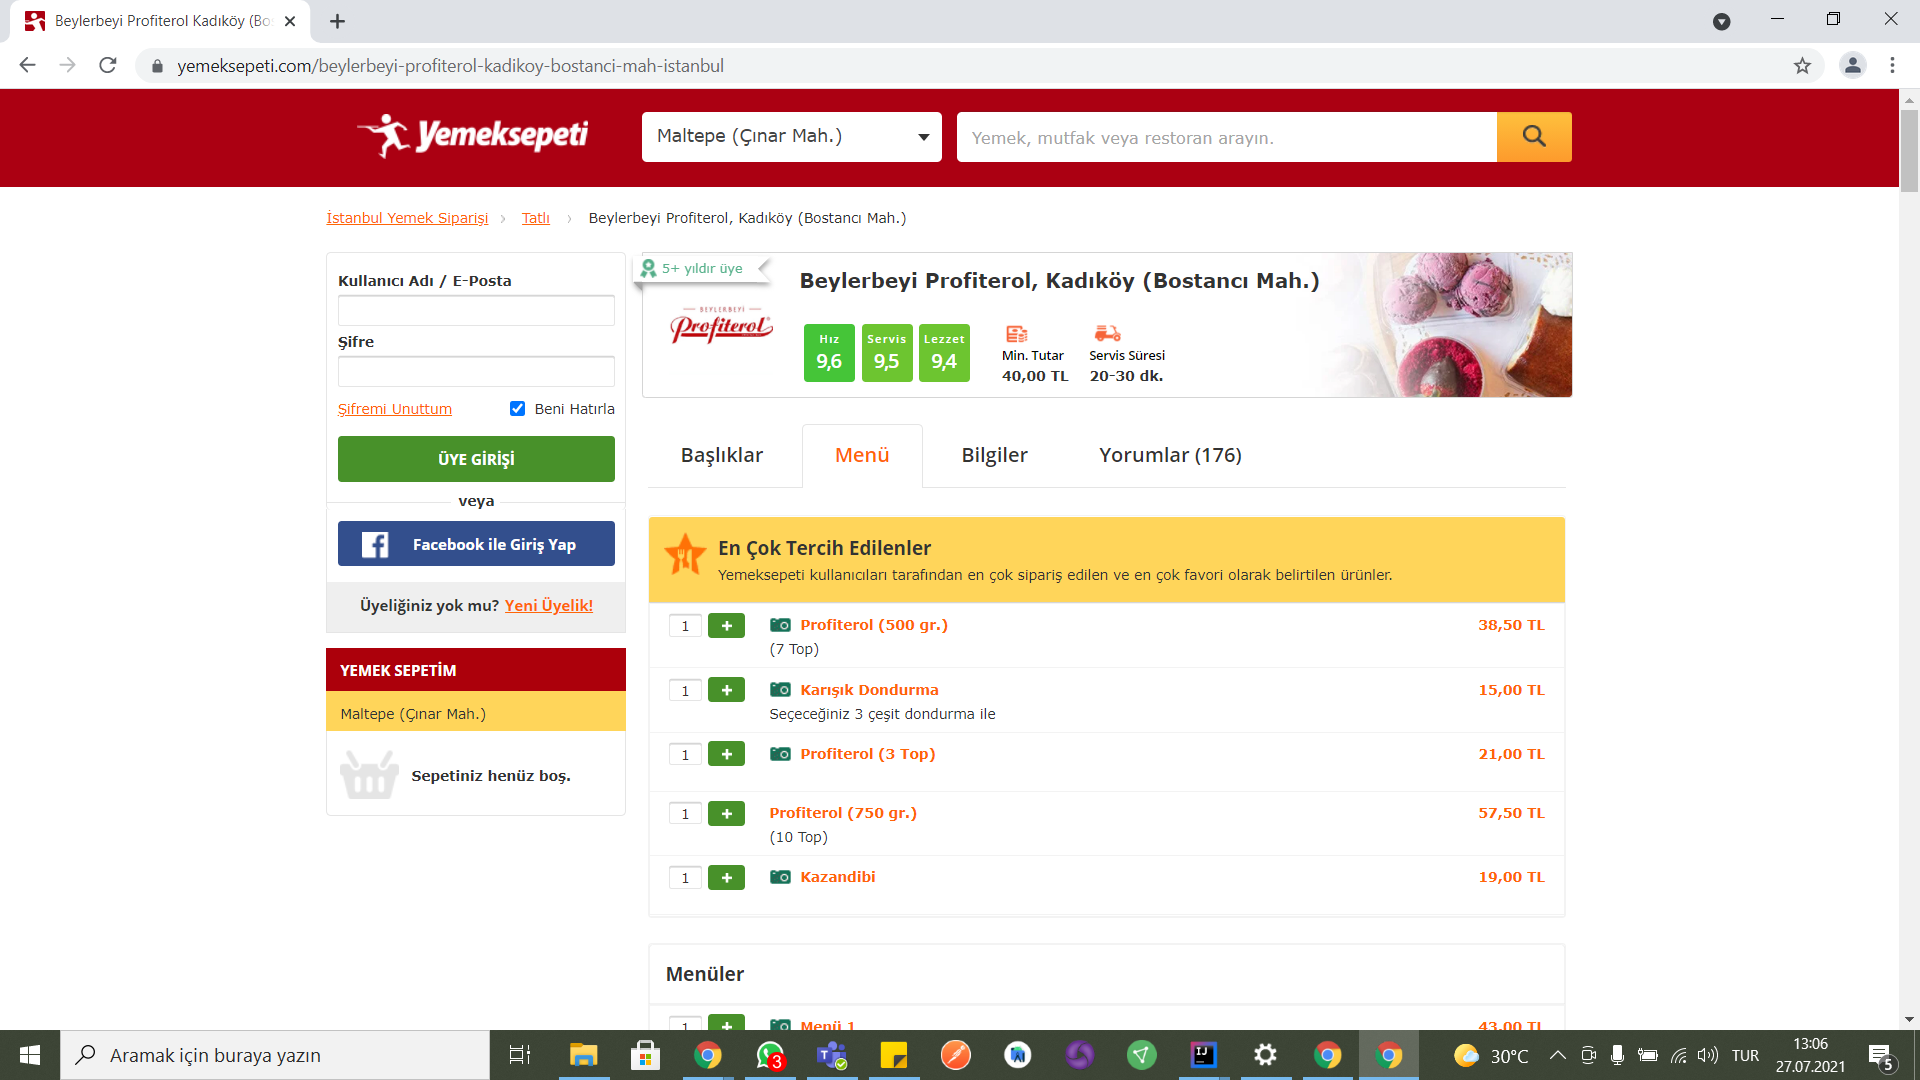 Beylerbeyi Profiterol Kadıköy (Bos
yemeksepeti.com/beylerbeyi-profiterol-kadikoy-bostanci-mah-istanbul
Yemeksepeti
Maltepe (Çınar Mah.)
Yemek, mutfak veya restoran arayın.
İstanbul Yemek Siparişi
Tatlı
Beylerbeyi Profiterol, Kadıköy (Bostancı Mah.)
Kullanıcı Adı / E-Posta
Şifre
Şifremi Unuttum
Beni Hatırla
ÜYE GİRİŞİ
veya
Facebook ile Giriş Yap
Üyeliğiniz yok mu? Yeni Üyelik!
YEMEK SEPETİM
Maltepe (Çınar Mah.)
Sepetiniz henüz boş.
5+ yıldır üye
BEYLERBEYİ
Profiterol
Beylerbeyi Profiterol, Kadıköy (Bostancı Mah.)
Hız
9,6
Servis
9,5
Lezzet
9,4
Min. Tutar
40,00 TL
Servis Süresi
20-30 dk.
Başlıklar
Menü
Bilgiler
Yorumlar (176)
En Çok Tercih Edilenler
Yemeksepeti kullanıcıları tarafından en çok sipariş edilen ve en çok favori olarak belirtilen ürünler.
1 + Profiterol (500 gr.) 38,50 TL
(7 Top)
1 + Karışık Dondurma 15,00 TL
Seçeceğiniz 3 çeşit dondurma ile
1 + Profiterol (3 Top) 21,00 TL
1 + Profiterol (750 gr.) 57,50 TL
(10 Top)
1 + Kazandibi 19,00 TL
Menüler
1 + Menü 1 43,00 TL
Aramak için buraya yazın
3
IJ
30°C
TUR
13:06
27.07.2021
5